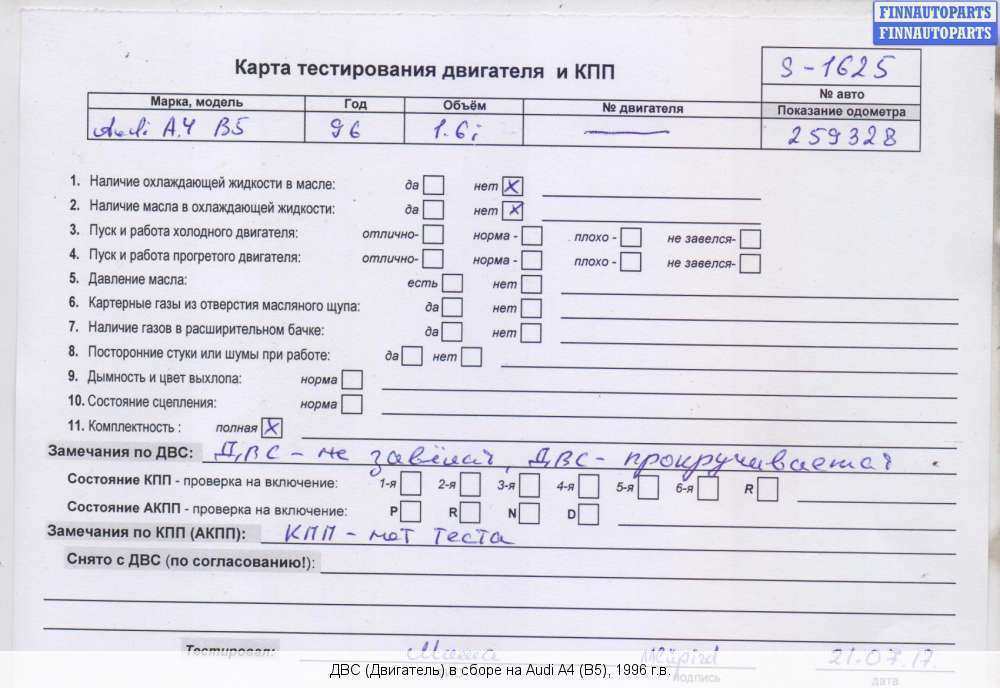 FINNAUTOPARTS
FINNAUTOPARTS
Карта тестирования двигателя и КПП
S-1625
№ авто
Марка, модель Год Объём № двигателя Показание одометра
Audi A4 B5 96 1.6i — 259328
1. Наличие охлаждающей жидкости в масле: да нет X
2. Наличие масла в охлаждающей жидкости: да нет X
3. Пуск и работа холодного двигателя: отлично- норма - плохо - не завелся-
4. Пуск и работа прогретого двигателя: отлично- норма - плохо - не завелся-
5. Давление масла: есть нет
6. Картерные газы из отверстия масляного щупа: да нет
7. Наличие газов в расширительном бачке: да нет
8. Посторонние стуки или шумы при работе: да нет
9. Дымность и цвет выхлопа: норма
10. Состояние сцепления: норма
11. Комплектность : полная X
Замечания по ДВС: ДВС - не завёлся, ДВС - прокручивается
Состояние КПП - проверка на включение: 1-я 2-я 3-я 4-я 5-я 6-я R
Состояние АКПП - проверка на включение: P R N D
Замечания по КПП (АКПП): КПП - нет теста
Снято с ДВС (по согласованию!):
Тестировал: 21.07.17
подпись дата
ДВС (Двигатель) в сборе на Audi A4 (B5), 1996 г.в.